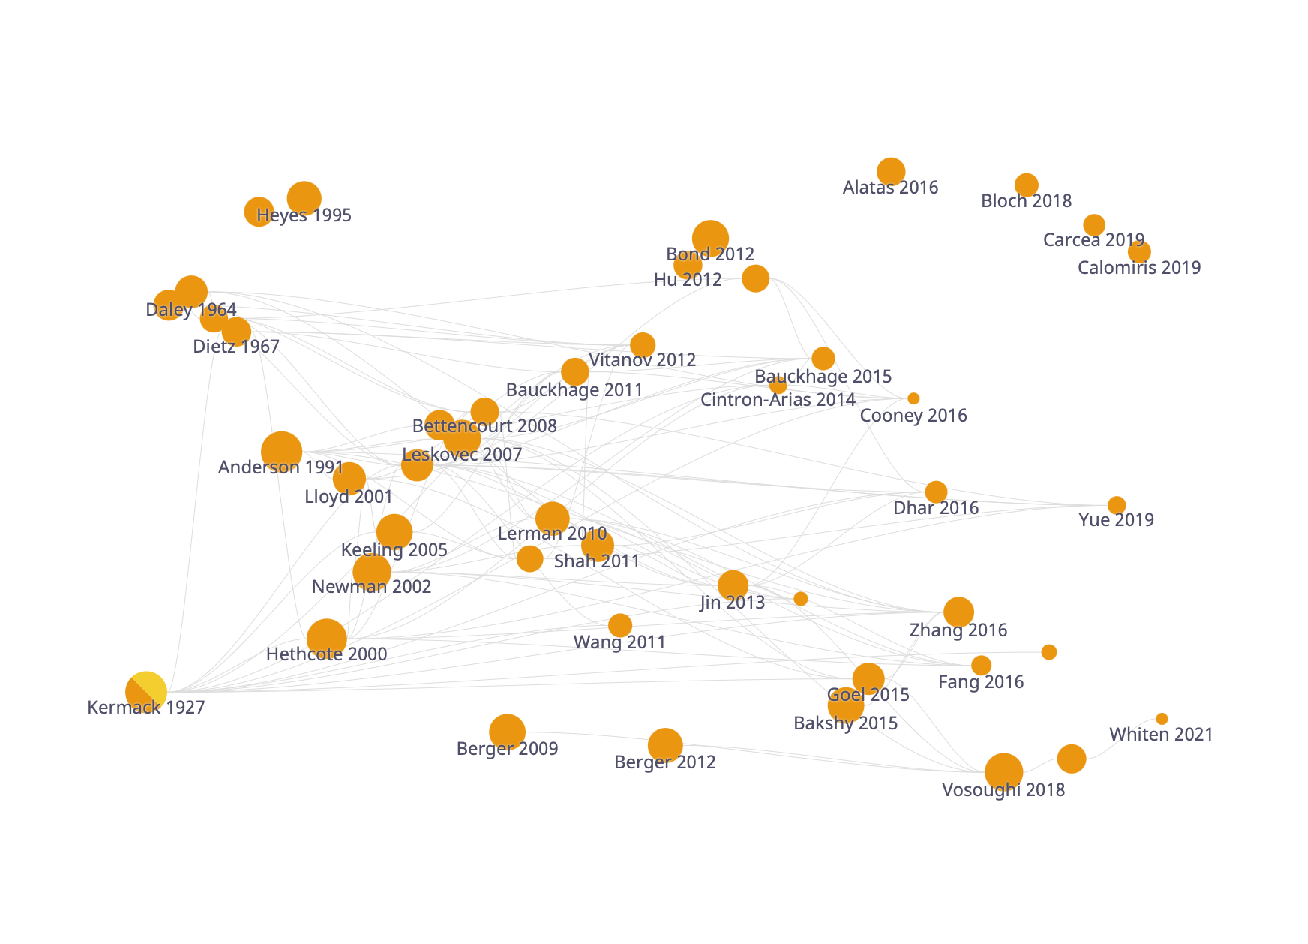 Alatas 2016
Bloch 2018
Heyes 1995
Carcea 2019
Bond 2012
Calomiris 2019
Hu 2012
Daley 1964
Dietz 1967
Vitanov 2012
Bauckhage 2015
Bauckhage 2011
Cintron-Arias 2014
Cooney 2016
Bettencourt 2008
Leskovec 2007
Anderson 1991
Lloyd 2001
Dhar 2016
Yue 2019
Lerman 2010
Keeling 2005
Shah 2011
Newman 2002
Jin 2013
Zhang 2016
Wang 2011
Hethcote 2000
Fang 2016
Goel 2015
Kermack 1927
Bakshy 2015
Whiten 2021
Berger 2009
Berger 2012
Vosoughi 2018